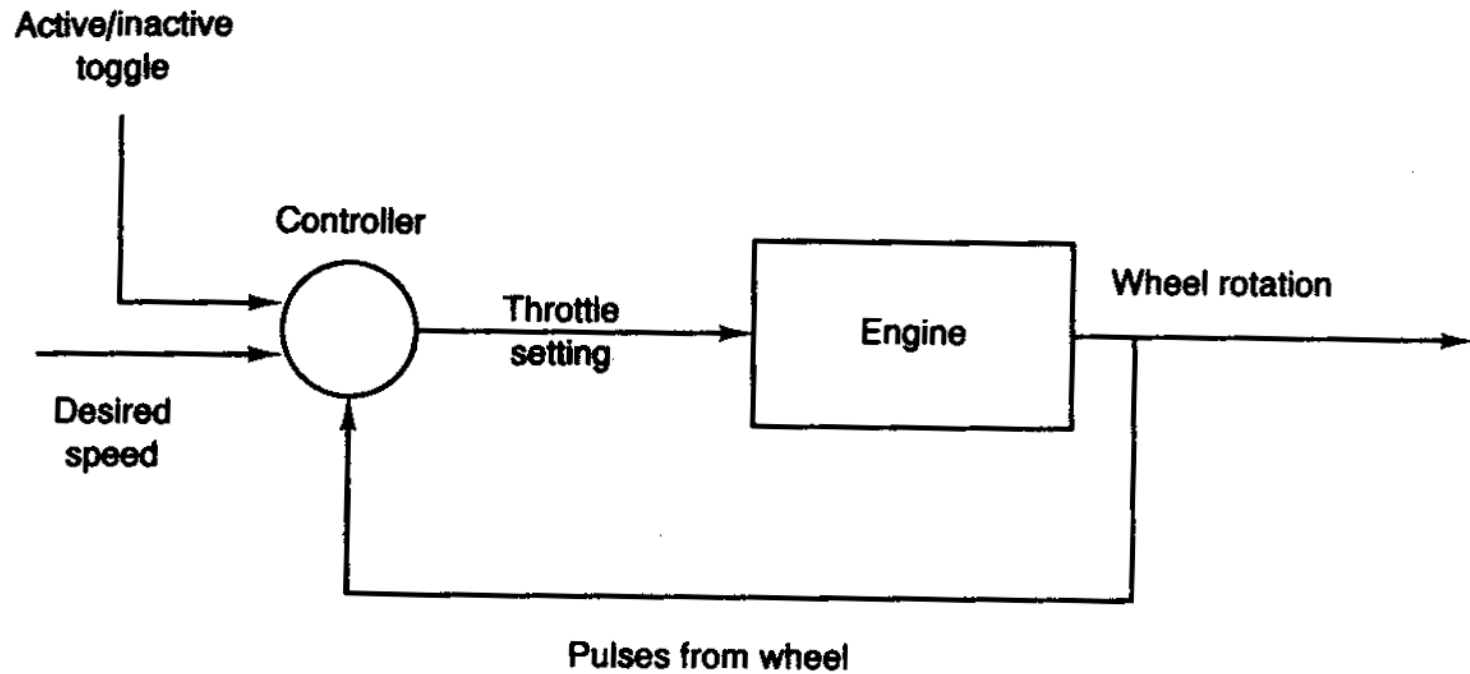 Active/inactive
toggle
Controller
Throttle
setting
Engine
Wheel rotation
Desired
speed
Pulses from wheel